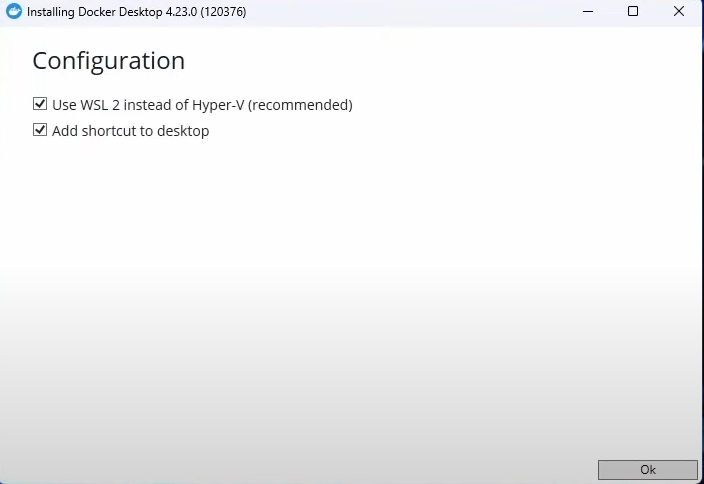 Installing Docker Desktop 4.23.0 (120376)
Configuration
Use WSL 2 instead of Hyper-V (recommended)
Add shortcut to desktop
Ok